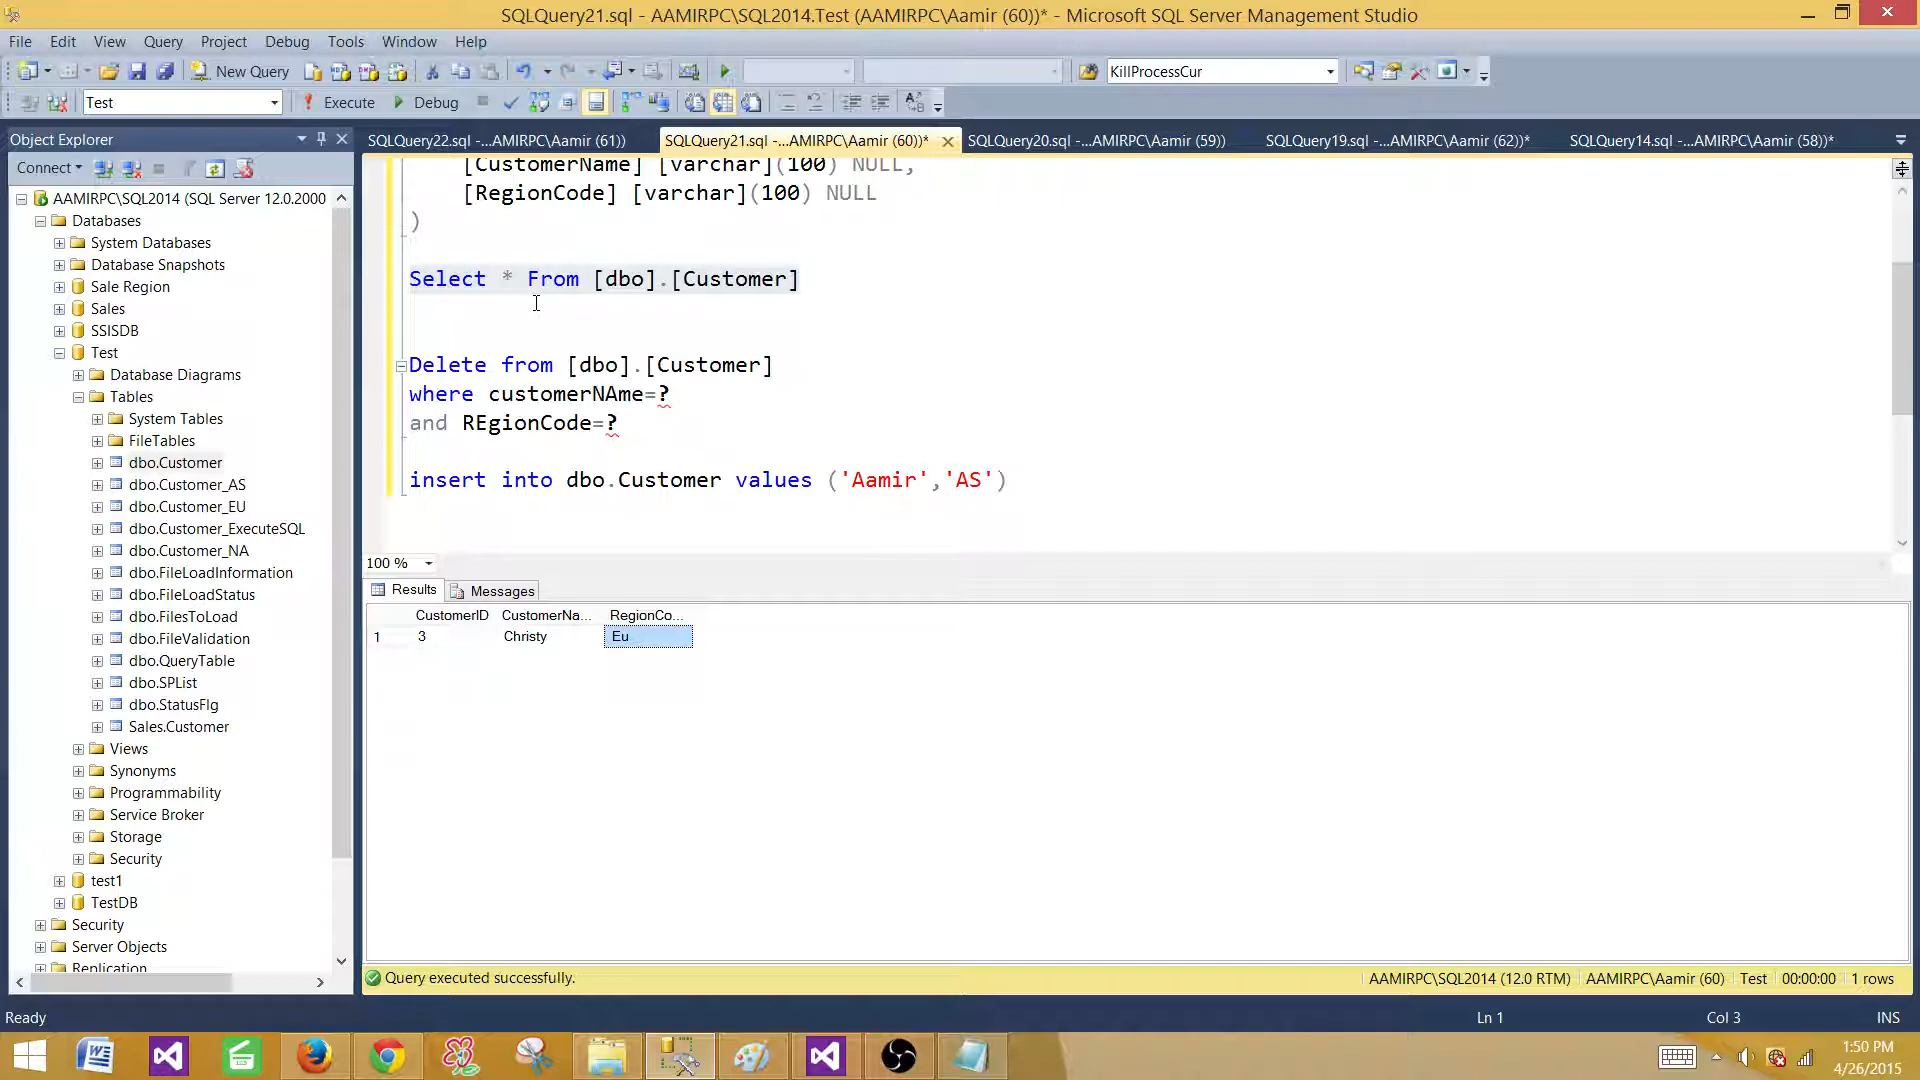 SQLQuery21.sql - AAMIRPC\SQL2014.Test (AAMIRPC\Aamir (60))* - Microsoft SQL Server Management Studio
File Edit View Query Project Debug Tools Window Help
New Query KillProcessCur
Test Execute Debug
Object Explorer
SQLQuery22.sql -...AMIRPC\Aamir (61)) SQLQuery21.sql -...AMIRPC\Aamir (60))* SQLQuery20.sql -...AMIRPC\Aamir (59)) SQLQuery19.sql -...AMIRPC\Aamir (62))* SQLQuery14.sql -...AMIRPC\Aamir (58))*
Connect
AAMIRPC\SQL2014 (SQL Server 12.0.2000
Databases
System Databases
Database Snapshots
Sale Region
Sales
SSISDB
Test
Database Diagrams
Tables
System Tables
FileTables
dbo.Customer
dbo.Customer_AS
dbo.Customer_EU
dbo.Customer_ExecuteSQL
dbo.Customer_NA
dbo.FileLoadInformation
dbo.FileLoadStatus
dbo.FilesToLoad
dbo.FileValidation
dbo.QueryTable
dbo.SPList
dbo.StatusFlg
Sales.Customer
Views
Synonyms
Programmability
Service Broker
Storage
Security
test1
TestDB
Security
Server Objects
Replication
[CustomerName] [varchar](100) NULL,
[RegionCode] [varchar](100) NULL
)
Select * From [dbo].[Customer]
Delete from [dbo].[Customer]
where customerNAme=?
and REgionCode=?
insert into dbo.Customer values ('Aamir','AS')
100 %
Results Messages
CustomerID CustomerNa... RegionCo...
1 3 Christy Eu
Query executed successfully. AAMIRPC\SQL2014 (12.0 RTM) AAMIRPC\Aamir (60) Test 00:00:00 1 rows
Ready Ln 1 Col 3 INS
1:50 PM
4/26/2015